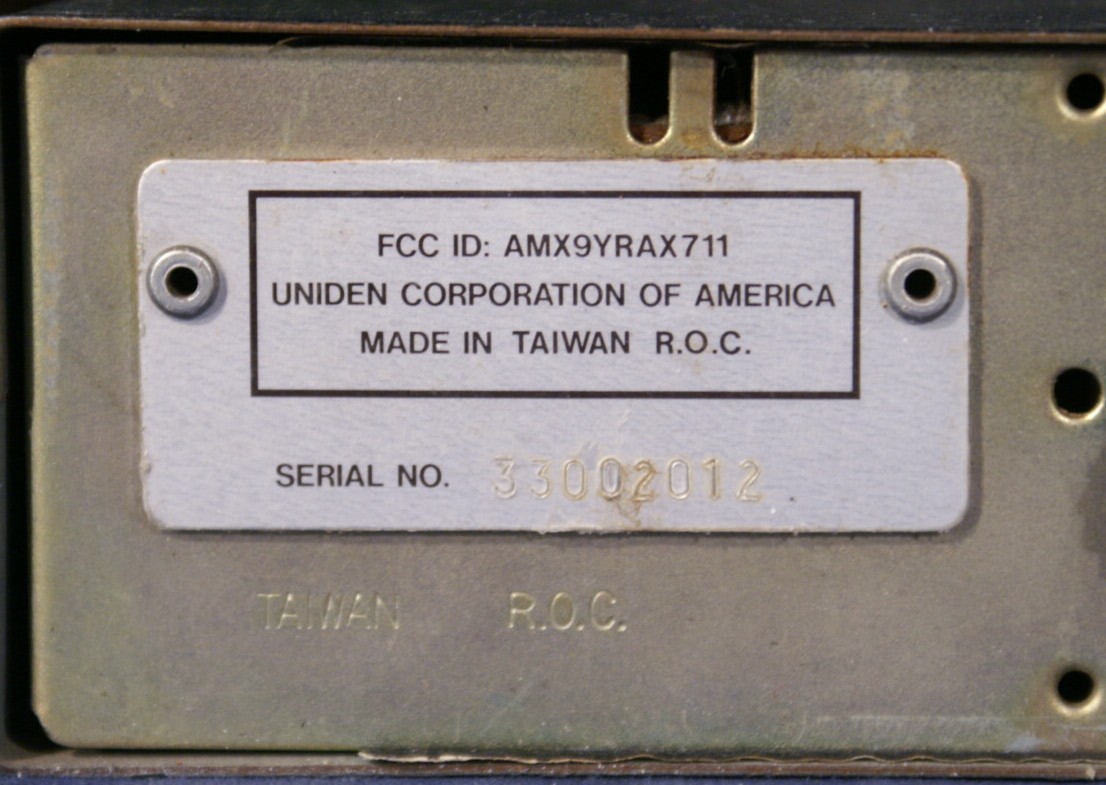 FCC ID: AMX9YRAX711
UNIDEN CORPORATION OF AMERICA
MADE IN TAIWAN R.O.C.
SERIAL NO. 33002012
TAIWAN R.O.C.